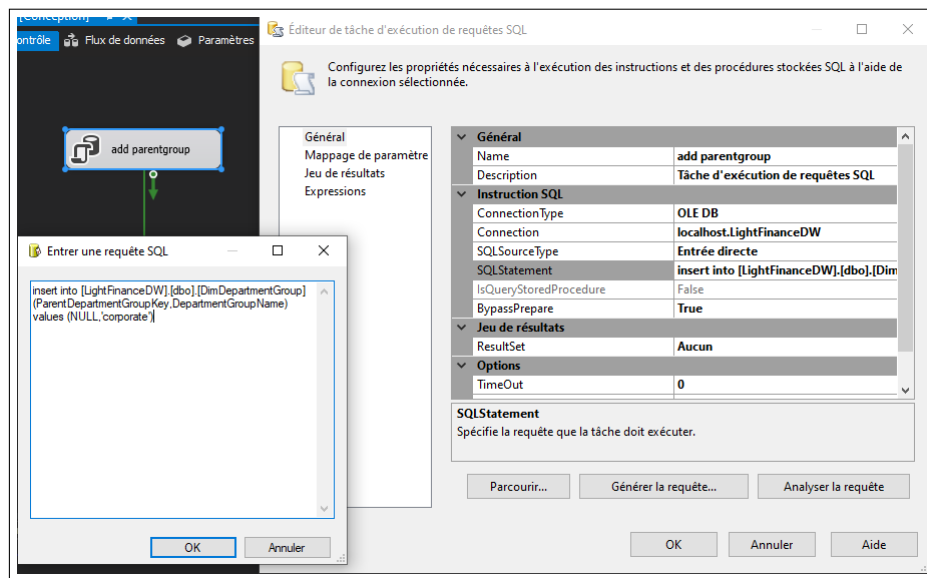 [Conception]
ontrôle Flux de données Paramètres
add parentgroup
Éditeur de tâche d'exécution de requêtes SQL
Configurez les propriétés nécessaires à l'exécution des instructions et des procédures stockées SQL à l'aide de
la connexion sélectionnée.
Général
Mappage de paramètre
Jeu de résultats
Expressions
Général
Name add parentgroup
Description Tâche d'exécution de requêtes SQL
Instruction SQL
ConnectionType OLE DB
Connection localhost.LightFinanceDW
SQLSourceType Entrée directe
SQLStatement insert into [LightFinanceDW].[dbo].[Dim
IsQueryStoredProcedure False
BypassPrepare True
Jeu de résultats
ResultSet Aucun
Options
TimeOut 0
SQLStatement
Spécifie la requête que la tâche doit exécuter.
Parcourir... Générer la requête... Analyser la requête
OK Annuler Aide
Entrer une requête SQL
insert into [LightFinanceDW].[dbo].[DimDepartmentGroup]
(ParentDepartmentGroupKey,DepartmentGroupName)
values (NULL,'corporate')
OK Annuler